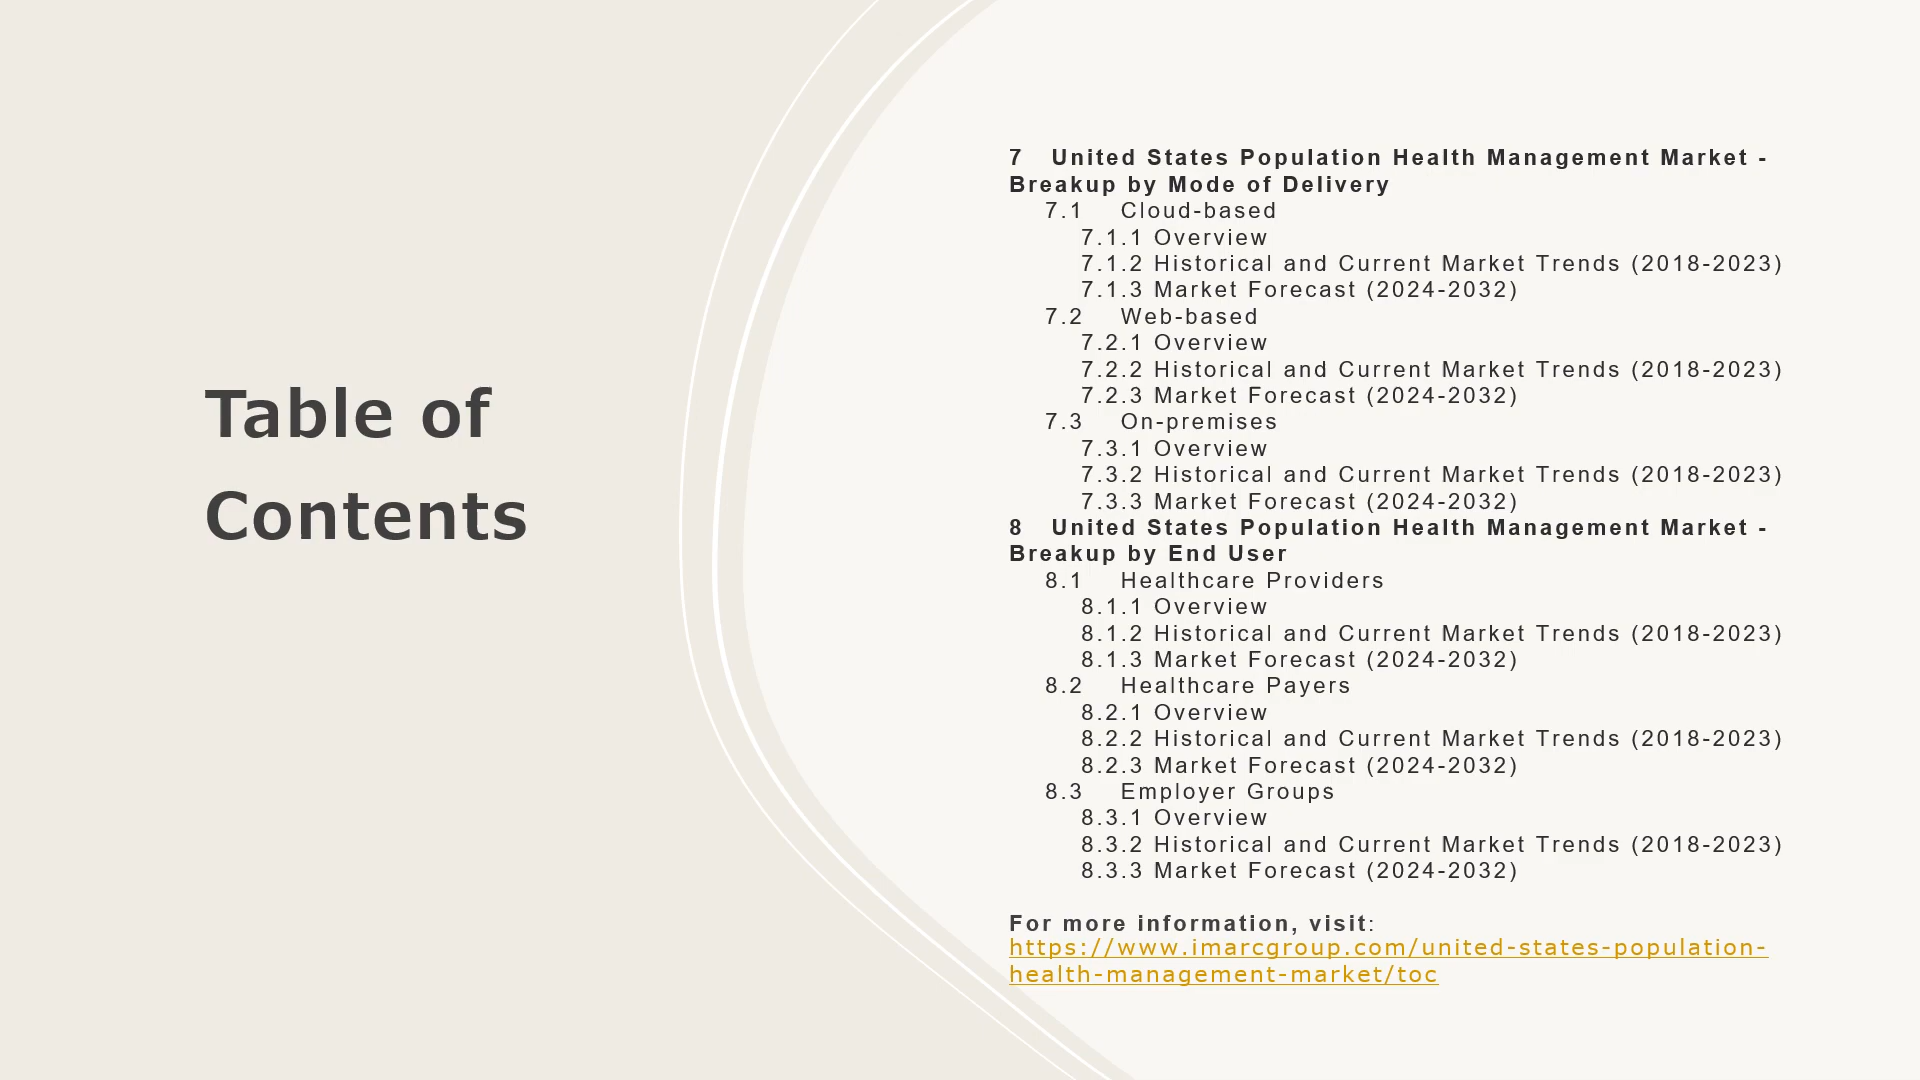 Table of
Contents
7 United States Population Health Management Market -
Breakup by Mode of Delivery
7.1 Cloud-based
7.1.1 Overview
7.1.2 Historical and Current Market Trends (2018-2023)
7.1.3 Market Forecast (2024-2032)
7.2 Web-based
7.2.1 Overview
7.2.2 Historical and Current Market Trends (2018-2023)
7.2.3 Market Forecast (2024-2032)
7.3 On-premises
7.3.1 Overview
7.3.2 Historical and Current Market Trends (2018-2023)
7.3.3 Market Forecast (2024-2032)
8 United States Population Health Management Market -
Breakup by End User
8.1 Healthcare Providers
8.1.1 Overview
8.1.2 Historical and Current Market Trends (2018-2023)
8.1.3 Market Forecast (2024-2032)
8.2 Healthcare Payers
8.2.1 Overview
8.2.2 Historical and Current Market Trends (2018-2023)
8.2.3 Market Forecast (2024-2032)
8.3 Employer Groups
8.3.1 Overview
8.3.2 Historical and Current Market Trends (2018-2023)
8.3.3 Market Forecast (2024-2032)
For more information, visit:
https://www.imarcgroup.com/united-states-population-
health-management-market/toc